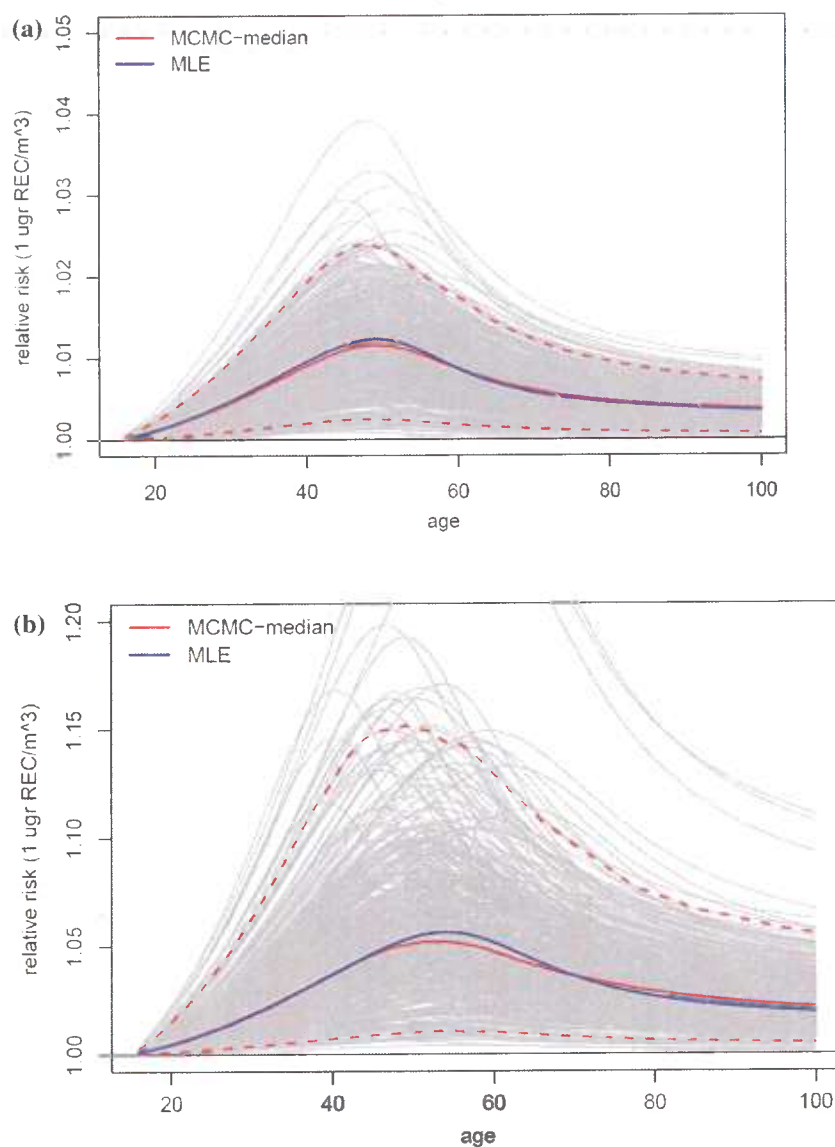 (a)
MCMC-median
MLE
relative risk (1 ugr REC/m^3)
1.05
1.04
1.03
1.02
1.01
1.00
20 40 60 80 100
age
(b)
MCMC-median
MLE
relative risk (1 ugr REC/m^3)
1.20
1.15
1.10
1.05
1.00
20 40 60 80 100
age